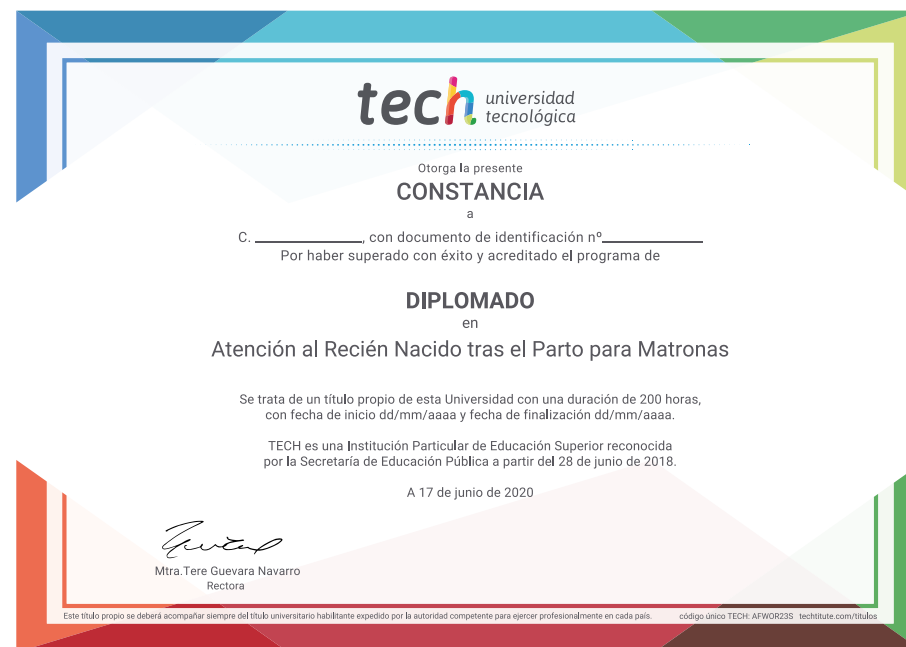 tech universidad
tecnológica
Otorga la presente
CONSTANCIA
a
C. ____________, con documento de identificación nº____________
Por haber superado con éxito y acreditado el programa de
DIPLOMADO
en
Atención al Recién Nacido tras el Parto para Matronas
Se trata de un título propio de esta Universidad con una duración de 200 horas,
con fecha de inicio dd/mm/aaaa y fecha de finalización dd/mm/aaaa.
TECH es una Institución Particular de Educación Superior reconocida
por la Secretaría de Educación Pública a partir del 28 de junio de 2018.
A 17 de junio de 2020
Mtra.Tere Guevara Navarro
Rectora
Este título propio se deberá acompañar siempre del título universitario habilitante expedido por la autoridad competente para ejercer profesionalmente en cada país. código único TECH: AFWOR23S techtitute.com/titulos